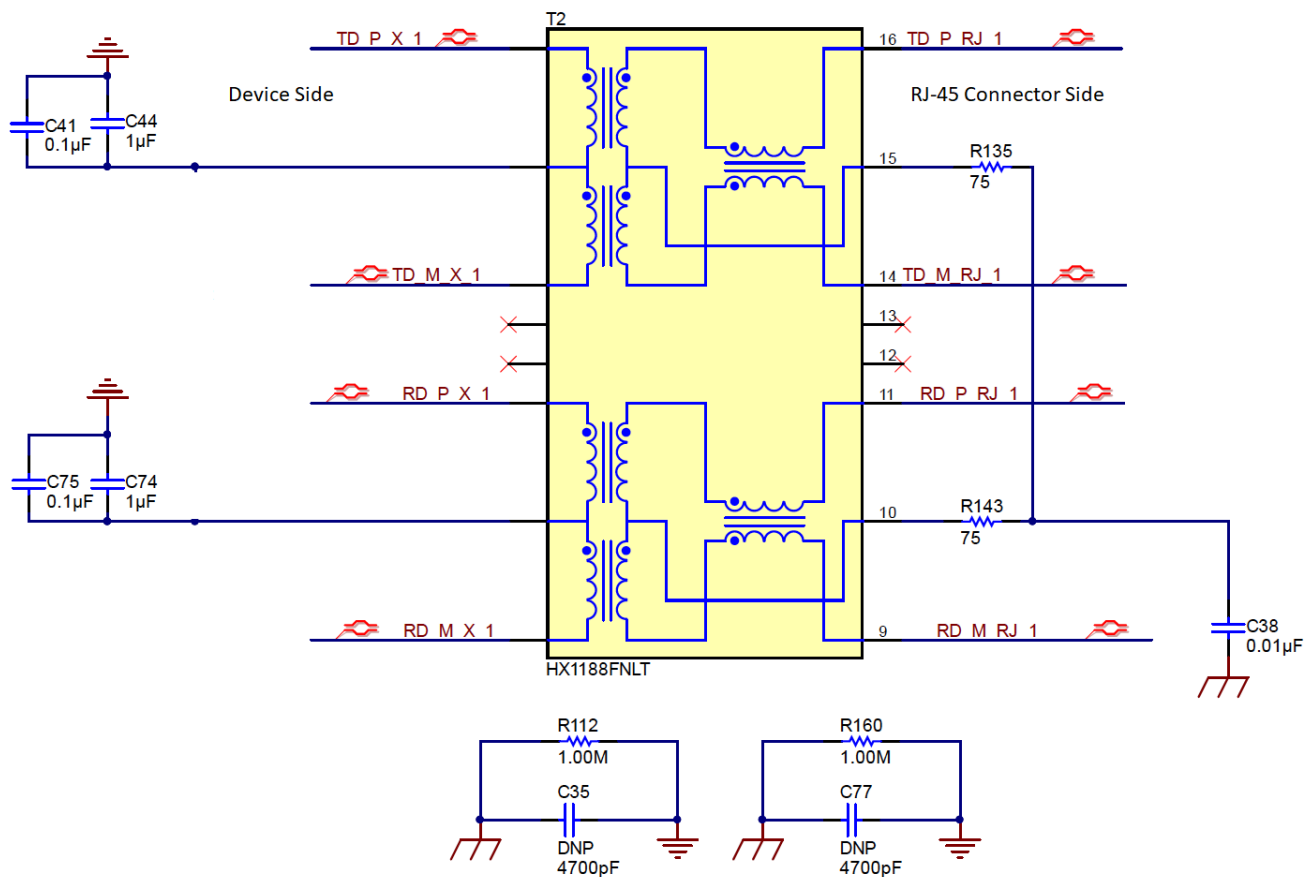 T2
TD_P_X_1
16
TD_P_RJ_1
Device Side
RJ-45 Connector Side
C41
0.1µF
C44
1µF
15
R135
75
TD_M_X_1
14
TD_M_RJ_1
13
12
RD_P_X_1
11
RD_P_RJ_1
C75
0.1µF
C74
1µF
10
R143
75
RD_M_X_1
9
RD_M_RJ_1
C38
0.01µF
HX1188FNLT
R112
1.00M
C35
DNP
4700pF
R160
1.00M
C77
DNP
4700pF